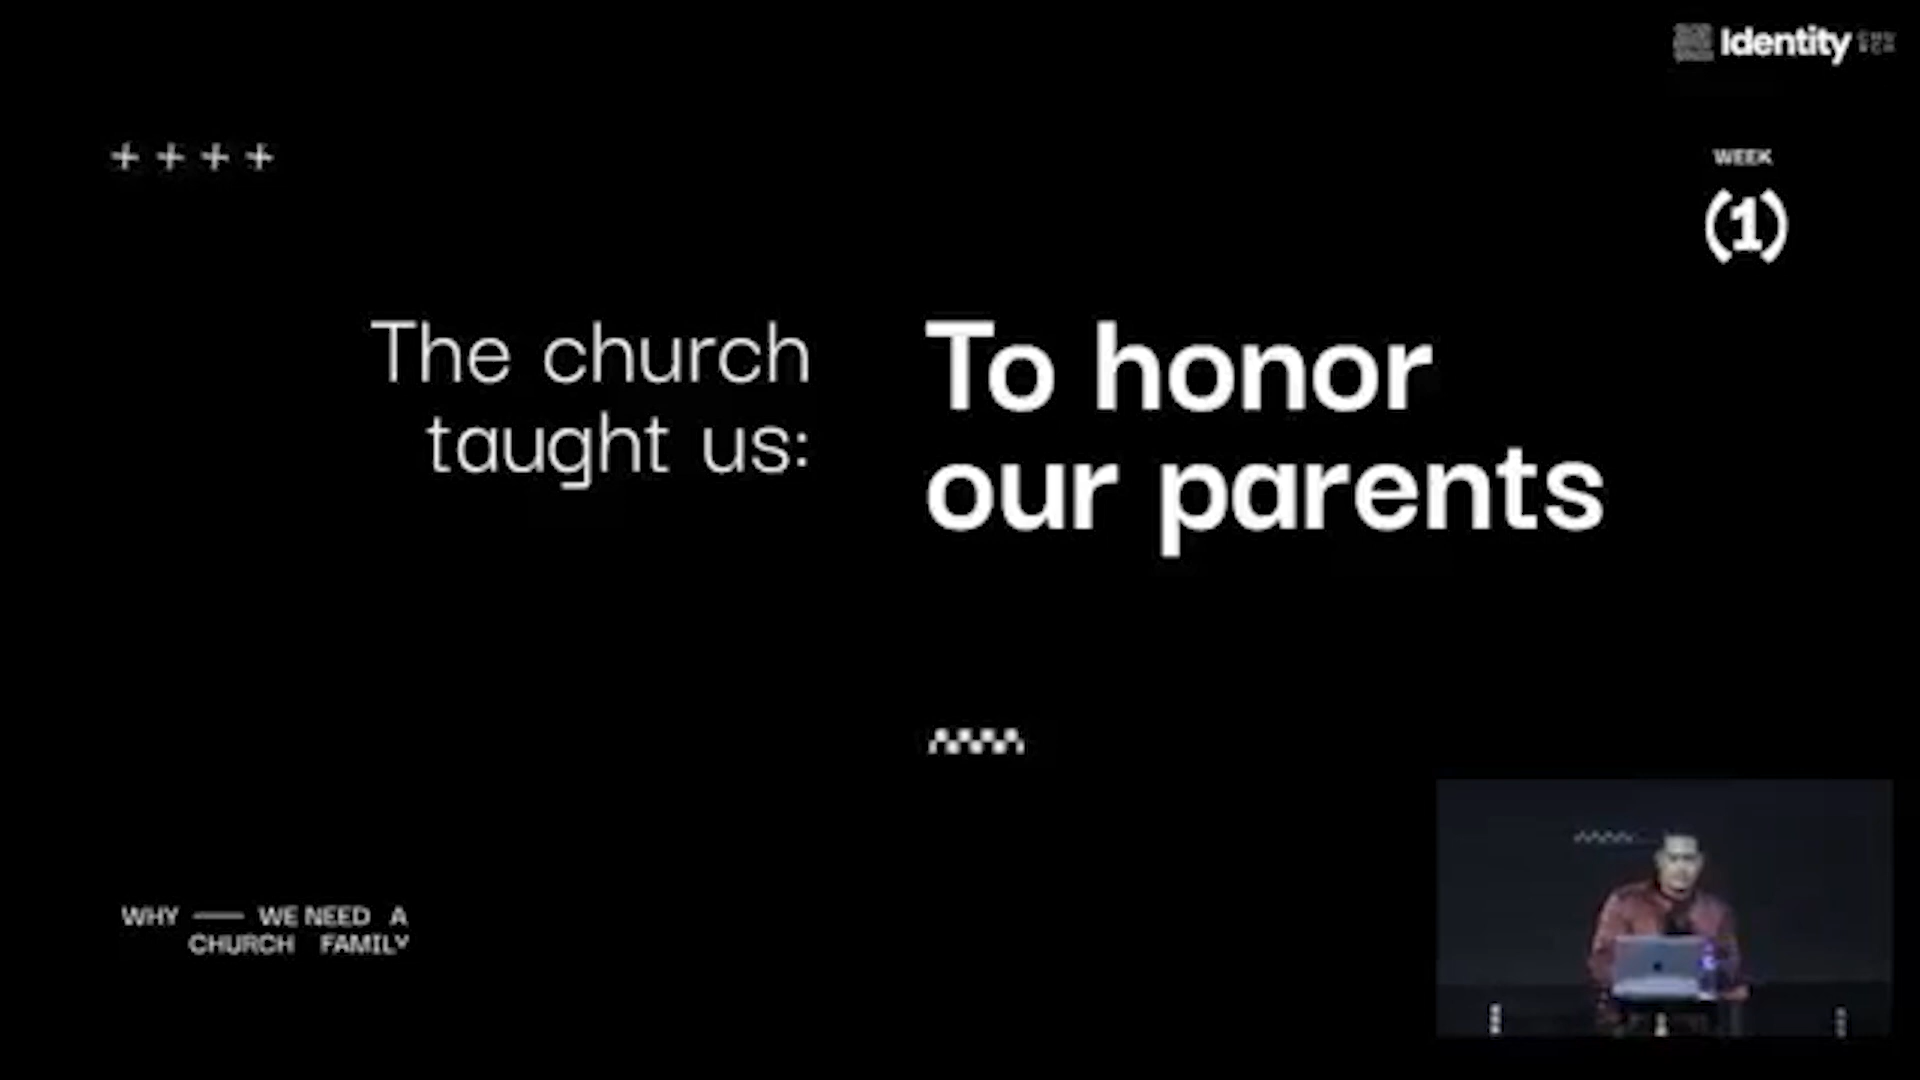 Identity
WEEK
(1)
The church
taught us:
To honor
our parents
WHY — WE NEED A
CHURCH FAMILY